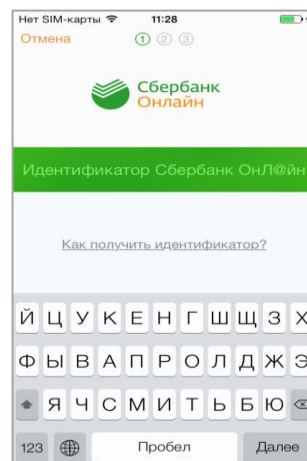 Нет SIM-карты 11:28
Отмена 1 2 3
Сбербанк
Онлайн
Идентификатор Сбербанк ОнЛ@йн
Как получить идентификатор?
Й Ц У К Е Н Г Ш Щ З Х
Ф Ы В А П Р О Л Д Ж Э
Я Ч С М И Т Ь Б Ю
123 Пробел Далее